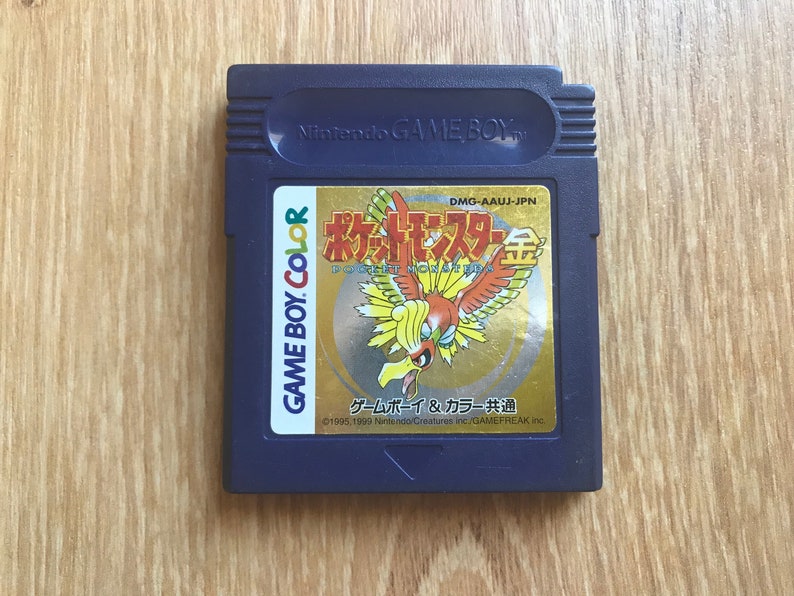 Nintendo GAME BOY TM
GAME BOY COLOR
DMG-AAUJ-JPN
ポケットモンスター 金
POCKET MONSTERS
ゲームボーイ & カラー共通
©1995,1999 Nintendo/Creatures inc./GAMEFREAK inc.